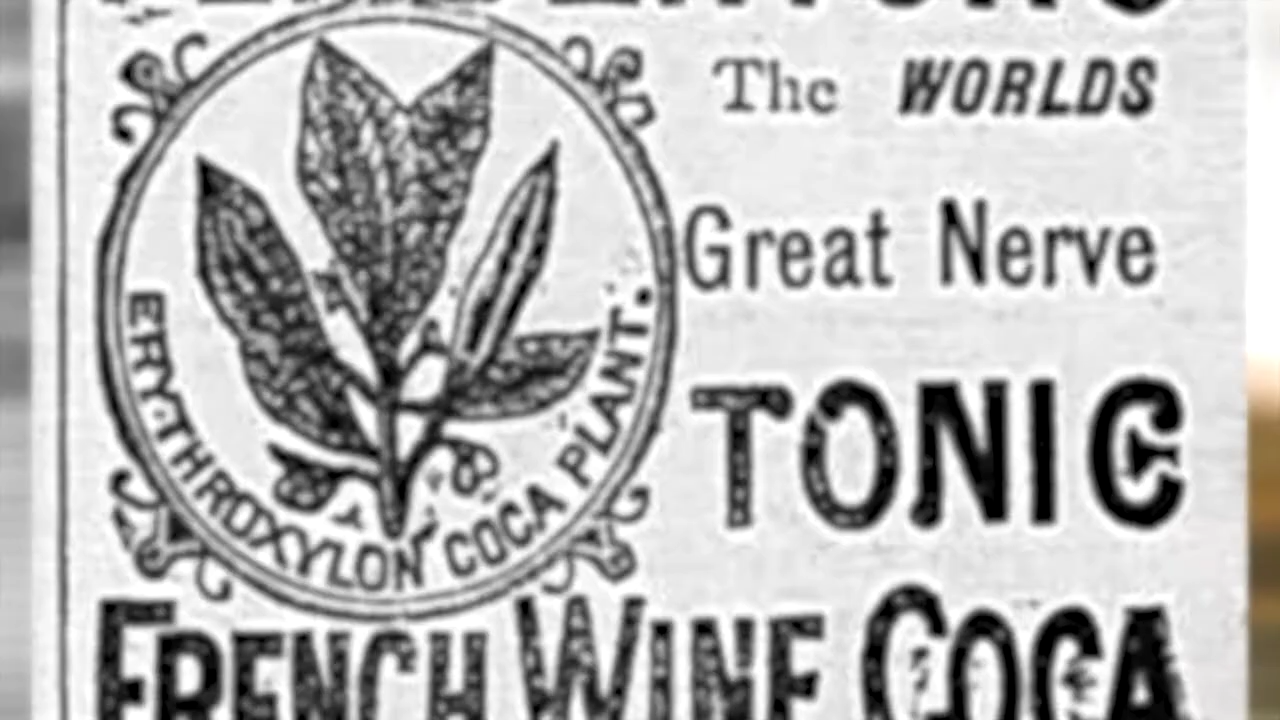 The WORLDS
Great Nerve
TONIC
ERYTHROXYLON COCA PLANT.
FRENCH WINE COCA